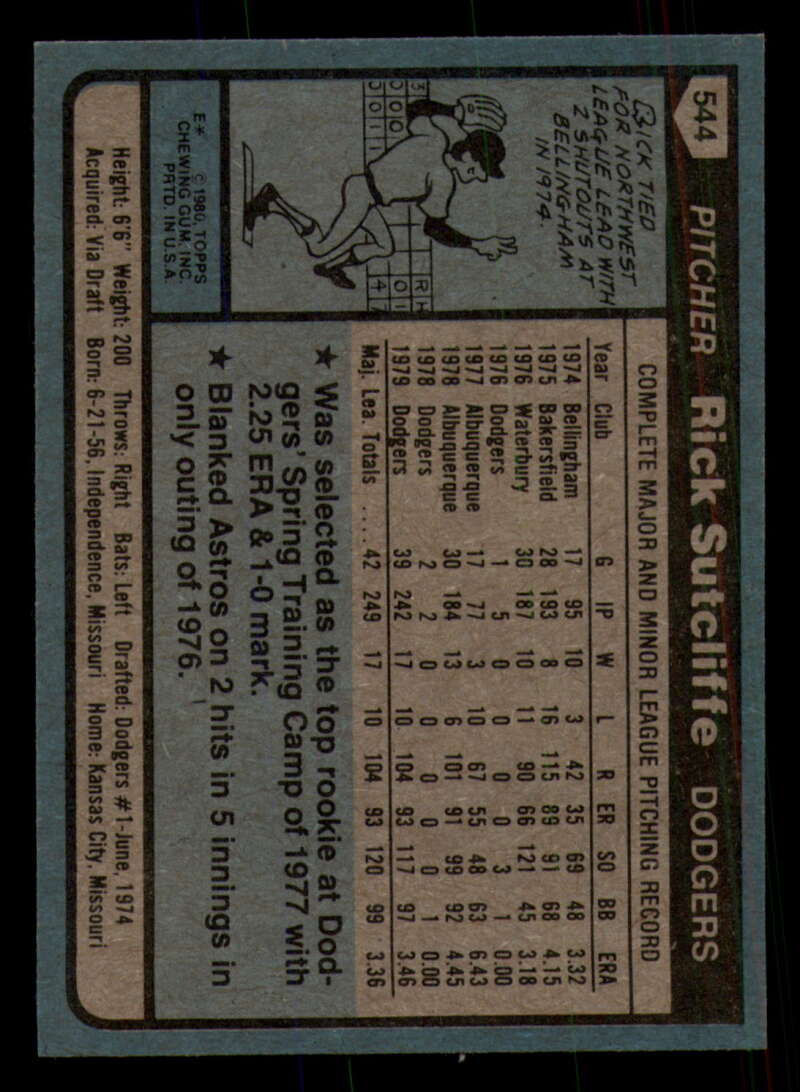 544
PITCHER Rick Sutcliffe DODGERS
RICK TIED
FOR NORTHWEST
LEAGUE LEAD WITH
2 SHUTOUTS AT
BELLINGHAM
IN 1974.
E* © 1980 TOPPS
CHEWING GUM, INC.
PRTD. IN U.S.A.
COMPLETE MAJOR AND MINOR LEAGUE PITCHING RECORD
Year Club G IP W L R ER SO BB ERA
1974 Bellingham 17 95 10 3 42 35 69 48 3.32
1975 Bakersfield 28 193 8 16 115 89 91 68 4.15
1976 Waterbury 30 187 10 11 90 66 121 45 3.18
1976 Dodgers 1 5 0 0 0 0 3 1 0.00
1977 Albuquerque 17 77 3 10 67 55 48 63 6.43
1978 Albuquerque 30 184 13 6 101 91 99 92 4.45
1978 Dodgers 2 2 0 0 0 0 0 1 0.00
1979 Dodgers 39 242 17 10 104 93 117 97 3.46
Maj. Lea. Totals .... 42 249 17 10 104 93 120 99 3.36
★ Was selected as the top rookie at Dod-
gers' Spring Training Camp of 1977 with
2.25 ERA & 1-0 mark.
★ Blanked Astros on 2 hits in 5 innings in
only outing of 1976.
Height: 6'6" Weight: 200 Throws: Right Bats: Left Drafted: Dodgers #1-June, 1974
Acquired: Via Draft Born: 6-21-56, Independence, Missouri Home: Kansas City, Missouri